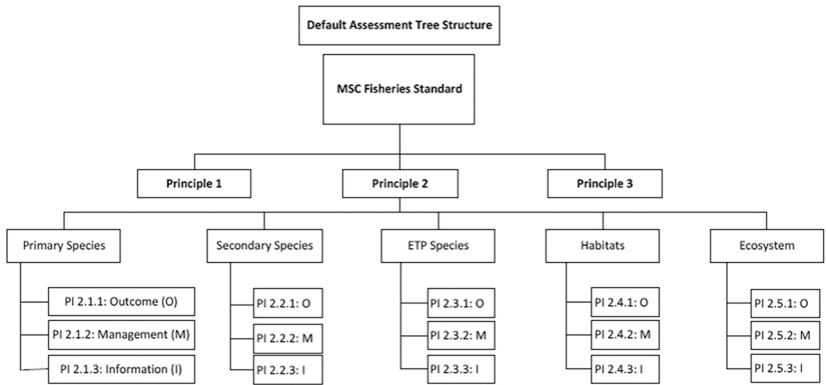 Default Assessment Tree Structure
MSC Fisheries Standard
Principle 1
Principle 2
Principle 3
Primary Species
Secondary Species
ETP Species
Habitats
Ecosystem
PI 2.1.1: Outcome (O)
PI 2.1.2: Management (M)
PI 2.1.3: Information (I)
PI 2.2.1: O
PI 2.2.2: M
PI 2.2.3: I
PI 2.3.1: O
PI 2.3.2: M
PI 2.3.3: I
PI 2.4.1: O
PI 2.4.2: M
PI 2.4.3: I
PI 2.5.1: O
PI 2.5.2: M
PI 2.5.3: I